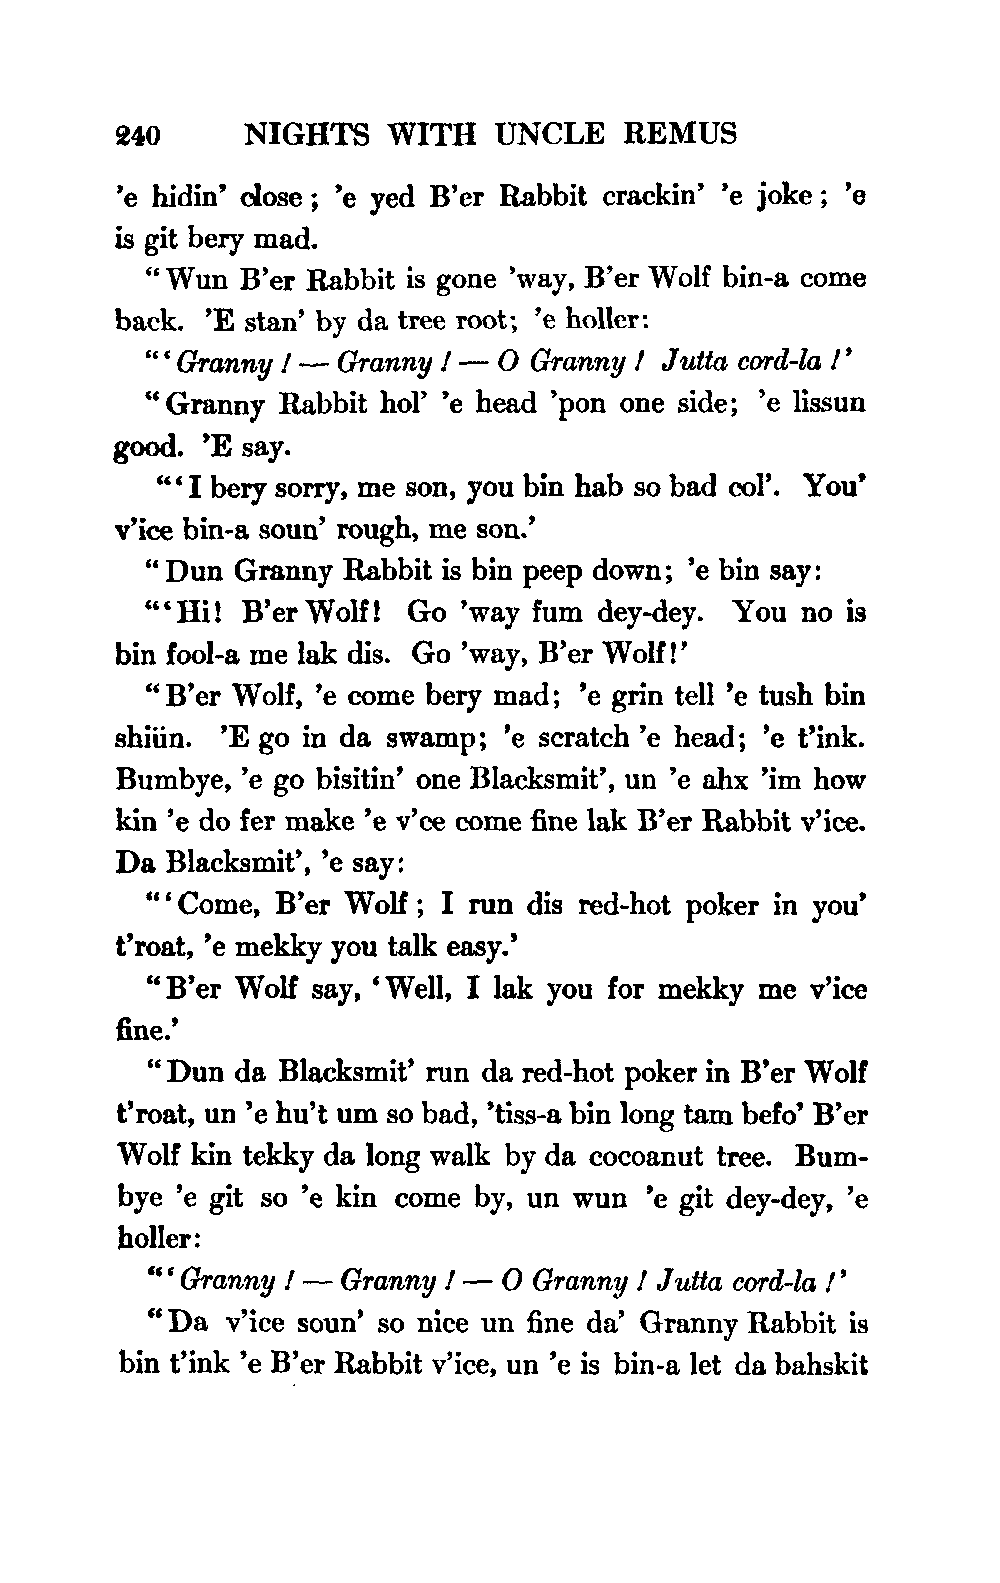 240 NIGHTS WITH UNCLE REMUS
’e hidin’ close; ’e yed B’er Rabbit crackin’ ’e joke; ’e
is git bery mad.
“Wun B’er Rabbit is gone ’way, B’er Wolf bin-a come
back. ’E stan’ by da tree root; ’e holler:
“‘Granny! — Granny! — O Granny! Jutta cord-la!’
“Granny Rabbit hol’ ’e head ’pon one side; ’e lissun
good. ’E say.
“‘I bery sorry, me son, you bin hab so bad col’. You’
v’ice bin-a soun’ rough, me son.’
“Dun Granny Rabbit is bin peep down; ’e bin say:
“‘Hi! B’er Wolf! Go ’way fum dey-dey. You no is
bin fool-a me lak dis. Go ’way, B’er Wolf!’
“B’er Wolf, ’e come bery mad; ’e grin tell ’e tush bin
shiün. ’E go in da swamp; ’e scratch ’e head; ’e t’ink.
Bumbye, ’e go bisitin’ one Blacksmit’, un ’e ahx ’im how
kin ’e do fer make ’e v’ce come fine lak B’er Rabbit v’ice.
Da Blacksmit’, ’e say:
“‘Come, B’er Wolf; I run dis red-hot poker in you’
t’roat, ’e mekky you talk easy.’
“B’er Wolf say, ‘Well, I lak you for mekky me v’ice
fine.’
“Dun da Blacksmit’ run da red-hot poker in B’er Wolf
t’roat, un ’e hu’t um so bad, ’tiss-a bin long tam befo’ B’er
Wolf kin tekky da long walk by da cocoanut tree. Bum-
bye ’e git so ’e kin come by, un wun ’e git dey-dey, ’e
holler:
“‘Granny! — Granny! — O Granny! Jutta cord-la!’
“Da v’ice soun’ so nice un fine da’ Granny Rabbit is
bin t’ink ’e B’er Rabbit v’ice, un ’e is bin-a let da bahskit